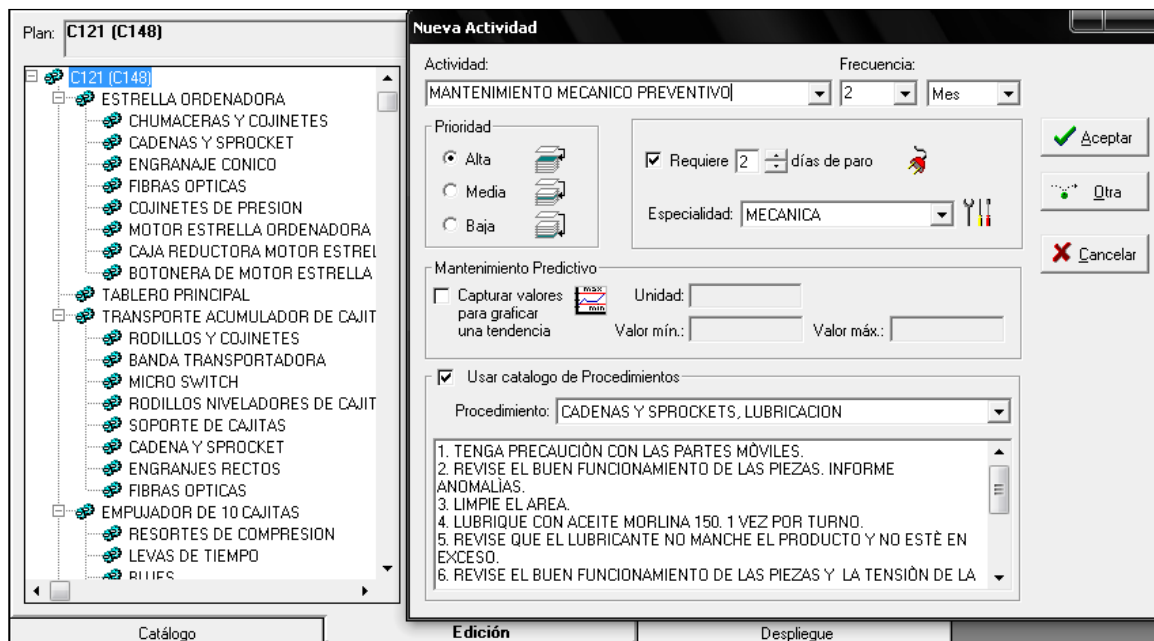 Plan: C121 (C148)
C121 (C148)
ESTRELLA ORDENADORA
CHUMACERAS Y COJINETES
CADENAS Y SPROCKET
ENGRANAJE CONICO
FIBRAS OPTICAS
COJINETES DE PRESION
MOTOR ESTRELLA ORDENADORA
CAJA REDUCTORA MOTOR ESTREL
BOTONERA DE MOTOR ESTRELLA
TABLERO PRINCIPAL
TRANSPORTE ACUMULADOR DE CAJIT
RODILLOS Y COJINETES
BANDA TRANSPORTADORA
MICRO SWITCH
RODILLOS NIVELADORES DE CAJIT
SOPORTE DE CAJITAS
CADENA Y SPROCKET
ENGRANJES RECTOS
FIBRAS OPTICAS
EMPUJADOR DE 10 CAJITAS
RESORTES DE COMPRESION
LEVAS DE TIEMPO
Catálogo
Edición
Despliegue
Nueva Actividad
Actividad: Frecuencia:
MANTENIMIENTO MECANICO PREVENTIVO 2 Mes
Prioridad
Alta
Media
Baja
Requiere 2 días de paro
Especialidad: MECANICA
Aceptar
Otra
Cancelar
Mantenimiento Predictivo
Capturar valores
para graficar
una tendencia
max
min
Unidad:
Valor mín.: Valor máx.:
Usar catalogo de Procedimientos
Procedimiento: CADENAS Y SPROCKETS, LUBRICACION
1. TENGA PRECAUCIÒN CON LAS PARTES MÒVILES.
2. REVISE EL BUEN FUNCIONAMIENTO DE LAS PIEZAS. INFORME
ANOMALÌAS.
3. LIMPIE EL AREA.
4. LUBRIQUE CON ACEITE MORLINA 150. 1 VEZ POR TURNO.
5. REVISE QUE EL LUBRICANTE NO MANCHE EL PRODUCTO Y NO ESTÈ EN
EXCESO.
6. REVISE EL BUEN FUNCIONAMIENTO DE LAS PIEZAS Y LA TENSIÒN DE LA